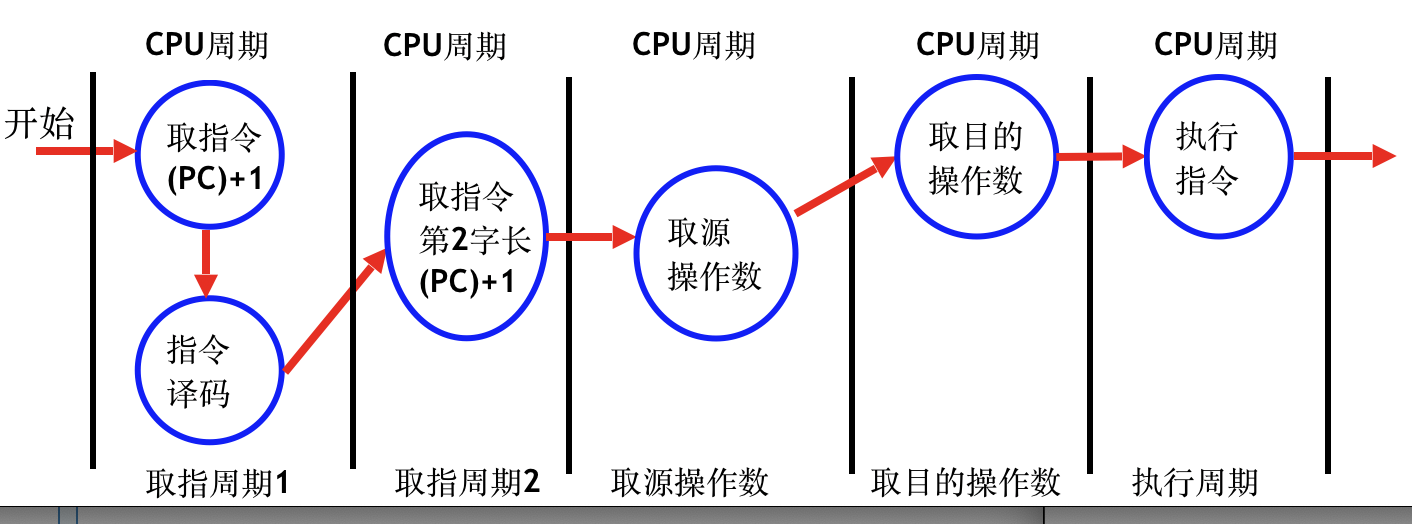 CPU周期
CPU周期
CPU周期
CPU周期
CPU周期
开始
取指令
(PC)+1
指令
译码
取指令
第2字长
(PC)+1
取源
操作数
取目的
操作数
执行
指令
取指周期1
取指周期2
取源操作数
取目的操作数
执行周期